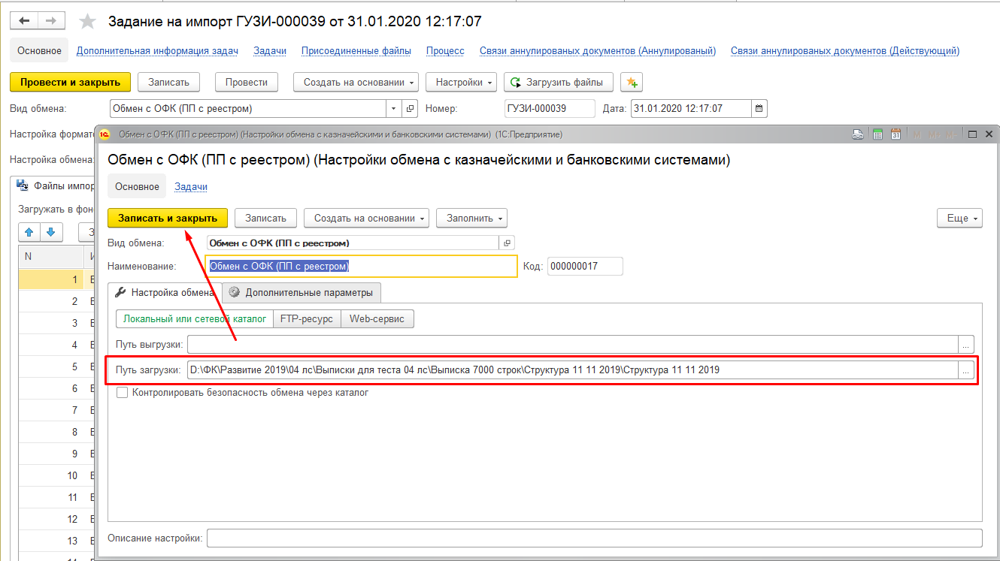 Задание на импорт ГУЗИ-000039 от 31.01.2020 12:17:07
Основное Дополнительная информация задач Задачи Присоединенные файлы Процесс Связи аннулированых документов (Аннулированый) Связи аннулированых документов (Действующий)
Провести и закрыть Записать Провести Создать на основании Настройки Загрузить файлы
Вид обмена: Обмен с ОФК (ПП с реестром) Номер: ГУЗИ-000039 Дата: 31.01.2020 12:17:07
Настройка формато
Обмен с ОФК (ПП с реестром) (Настройки обмена с казначейскими и банковскими системами) (1С:Предприятие)
31 M M+ M-
Настройка обмена:
Обмен с ОФК (ПП с реестром) (Настройки обмена с казначейскими и банковскими системами)
Файлы импор
Основное Задачи
Загружать в фон
Записать и закрыть Записать Создать на основании Заполнить Еще
З
Вид обмена: Обмен с ОФК (ПП с реестром)
N И
Наименование: Обмен с ОФК (ПП с реестром) Код: 000000017
1 В
2 В
3 В
4 В
5 В
6 В
7 В
8 В
9 В
10 В
11 В
12 В
13 В
14
Настройка обмена Дополнительные параметры
Локальный или сетевой каталог FTP-ресурс Web-сервис
Путь выгрузки: ...
Путь загрузки: D:\ФК\Развитие 2019\04 лс\Выписки для теста 04 лс\Выписка 7000 строк\Структура 11 11 2019\Структура 11 11 2019 ...
Контролировать безопасность обмена через каталог
Описание настройки: